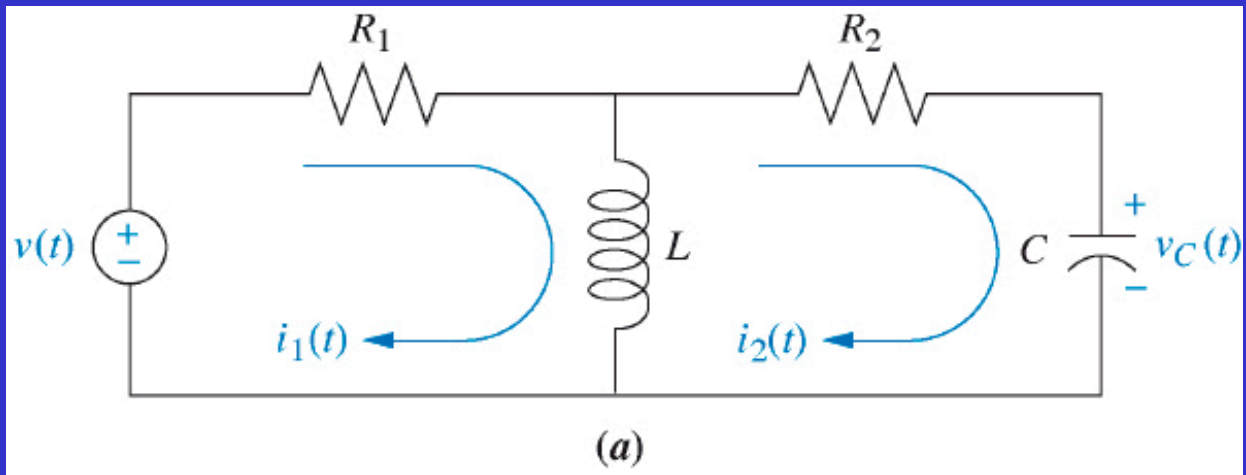 R1 R2
v(t) + − L C + vC(t) −
i1(t) i2(t)
(a)